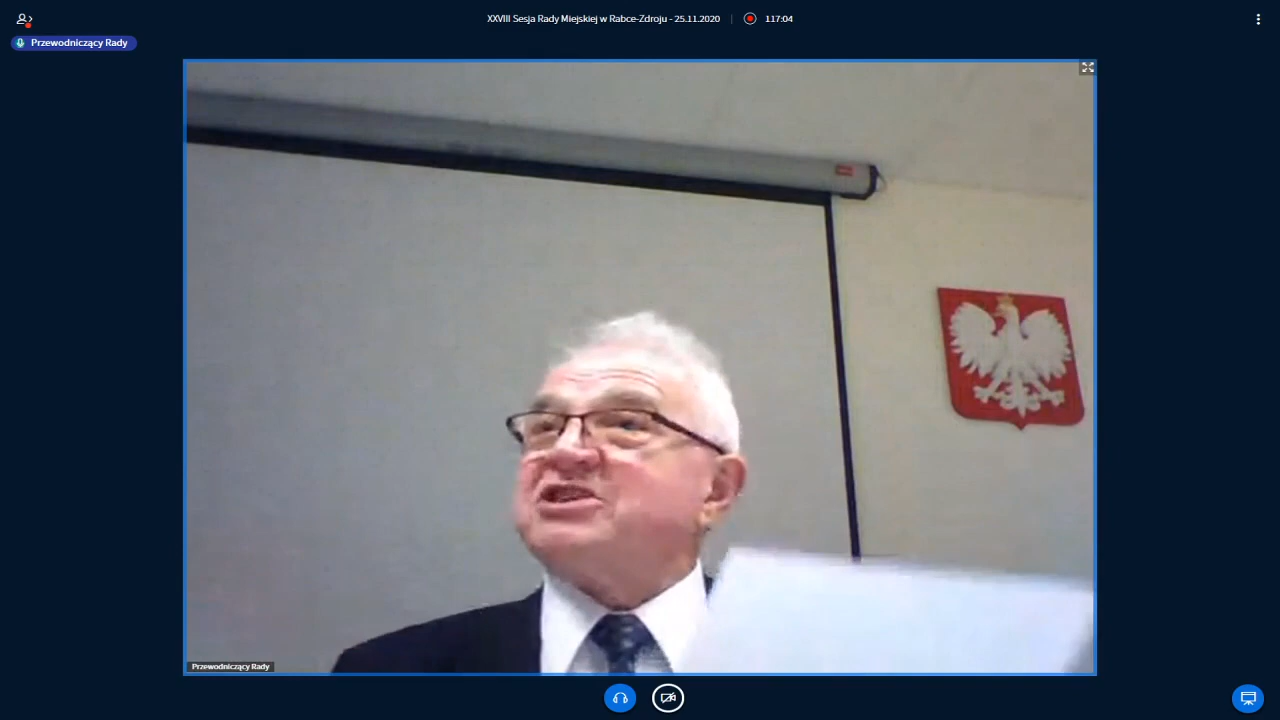 XXVIII Sesja Rady Miejskiej w Rabce-Zdroju - 25.11.2020 | 117:04
Przewodniczący Rady
Przewodniczący Rady